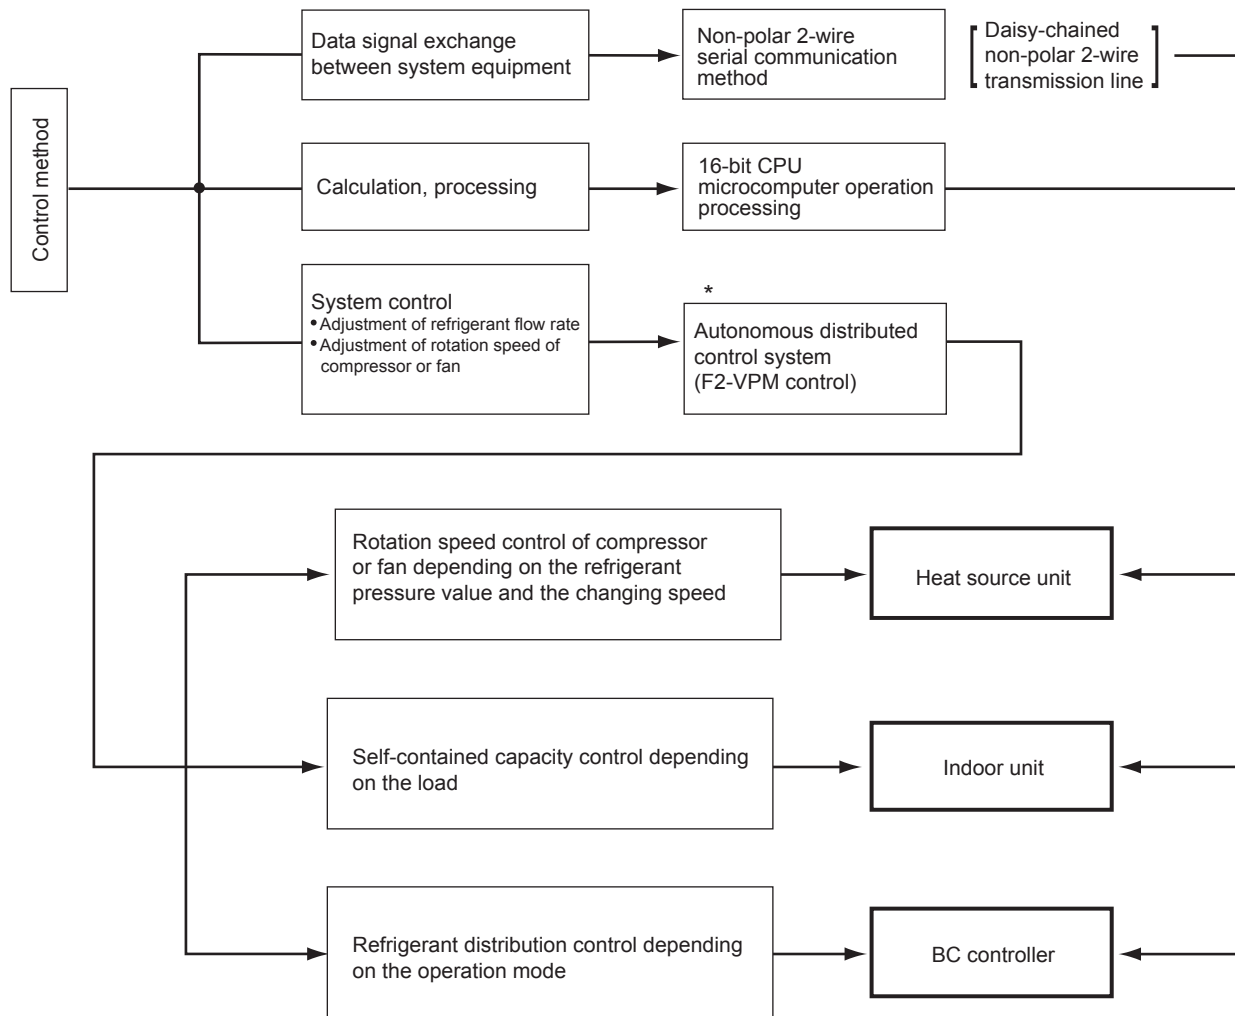 Control method
Data signal exchange
between system equipment
Non-polar 2-wire
serial communication
method
Daisy-chained
non-polar 2-wire
transmission line
Calculation, processing
16-bit CPU
microcomputer operation
processing
System control
•Adjustment of refrigerant flow rate
•Adjustment of rotation speed of
compressor or fan
*
Autonomous distributed
control system
(F2-VPM control)
Rotation speed control of compressor
or fan depending on the refrigerant
pressure value and the changing speed
Heat source unit
Self-contained capacity control depending
on the load
Indoor unit
Refrigerant distribution control depending
on the operation mode
BC controller